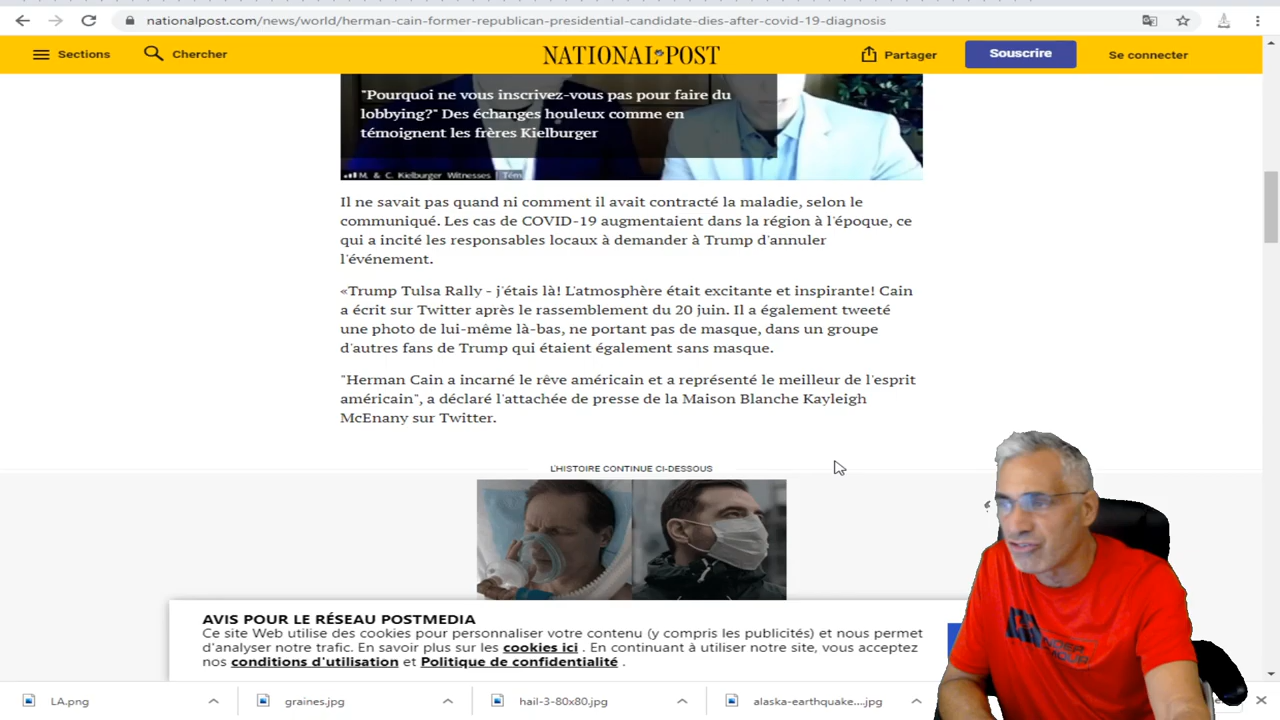 nationalpost.com/news/world/herman-cain-former-republican-presidential-candidate-dies-after-covid-19-diagnosis
Sections
Chercher
NATIONAL POST
Partager
Souscrire
Se connecter
"Pourquoi ne vous inscrivez-vous pas pour faire du
lobbying?" Des échanges houleux comme en
témoignent les frères Kielburger
M. & C. Kielburger Witnesses | Tém
Il ne savait pas quand ni comment il avait contracté la maladie, selon le
communiqué. Les cas de COVID-19 augmentaient dans la région à l'époque, ce
qui a incité les responsables locaux à demander à Trump d'annuler
l'événement.
«Trump Tulsa Rally - j'étais là! L'atmosphère était excitante et inspirante! Cain
a écrit sur Twitter après le rassemblement du 20 juin. Il a également tweeté
une photo de lui-même là-bas, ne portant pas de masque, dans un groupe
d'autres fans de Trump qui étaient également sans masque.
"Herman Cain a incarné le rêve américain et a représenté le meilleur de l'esprit
américain", a déclaré l'attachée de presse de la Maison Blanche Kayleigh
McEnany sur Twitter.
L'HISTOIRE CONTINUE CI-DESSOUS
AVIS POUR LE RÉSEAU POSTMEDIA
Ce site Web utilise des cookies pour personnaliser votre contenu (y compris les publicités) et nous permet
d'analyser notre trafic. En savoir plus sur les cookies ici . En continuant à utiliser notre site, vous acceptez
nos conditions d'utilisation et Politique de confidentialité .
LA.png
graines.jpg
hail-3-80x80.jpg
alaska-earthquake....jpg